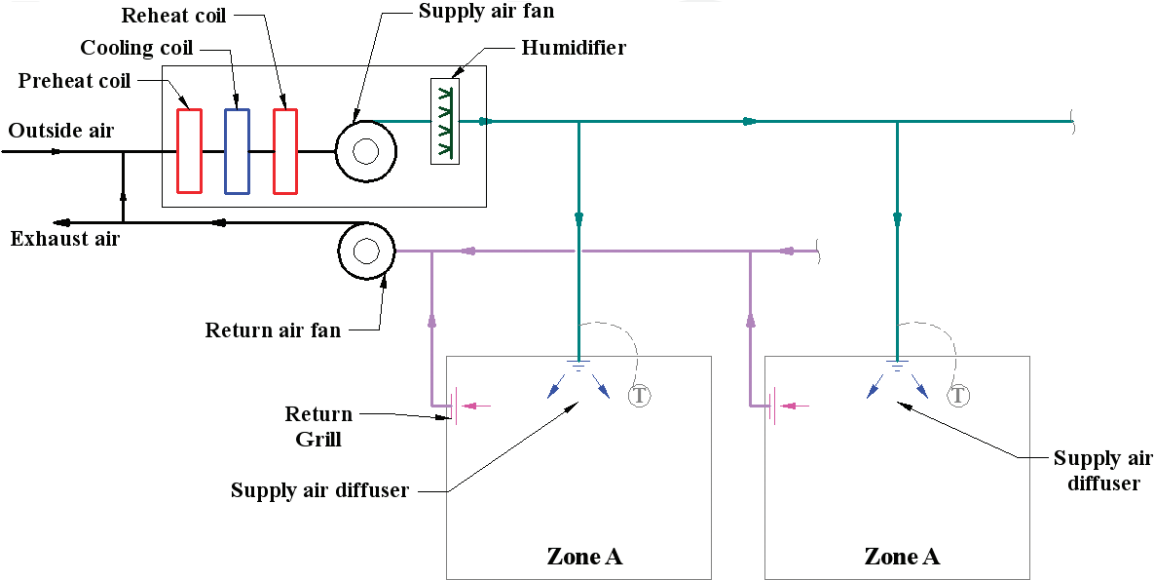 Reheat coil
Supply air fan
Cooling coil
Humidifier
Preheat coil
Outside air
Exhaust air
Return air fan
T
T
Return
Grill
Supply air diffuser
Supply air
diffuser
Zone A
Zone A